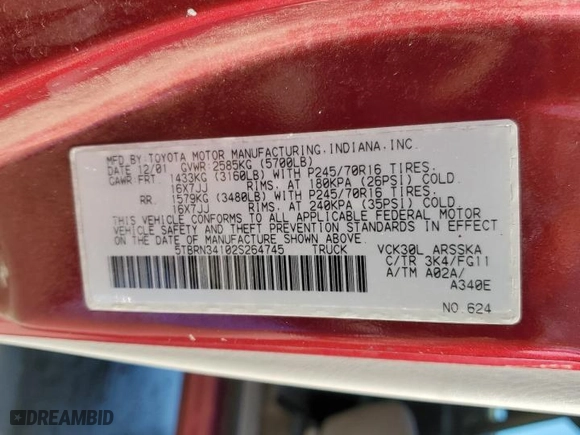 MFD BY TOYOTA MOTOR MANUFACTURING, INDIANA, INC.
DATE 12/01 GVWR 2585KG (5700LB)
GAWR FRT 1433KG (3160LB) WITH P245/70R16 TIRES.
16X7JJ RIMS, AT 180KPA (26PSI) COLD
RR. 1579KG (3480LB) WITH P245/70R16 TIRES.
16X7JJ RIMS, AT 240KPA (35PSI) COLD
THIS VEHICLE CONFORMS TO ALL APPLICABLE FEDERAL MOTOR
VEHICLE SAFETY AND THEFT PREVENTION STANDARDS IN
EFFECT ON THE DATE OF MANUFACTURE SHOWN ABOVE.
5TBRN34102S264745 TRUCK VCK30L ARSSKA
C/TR 3K4/FG11
A/TM A02A/
A340E
NO 624
DREAMBID